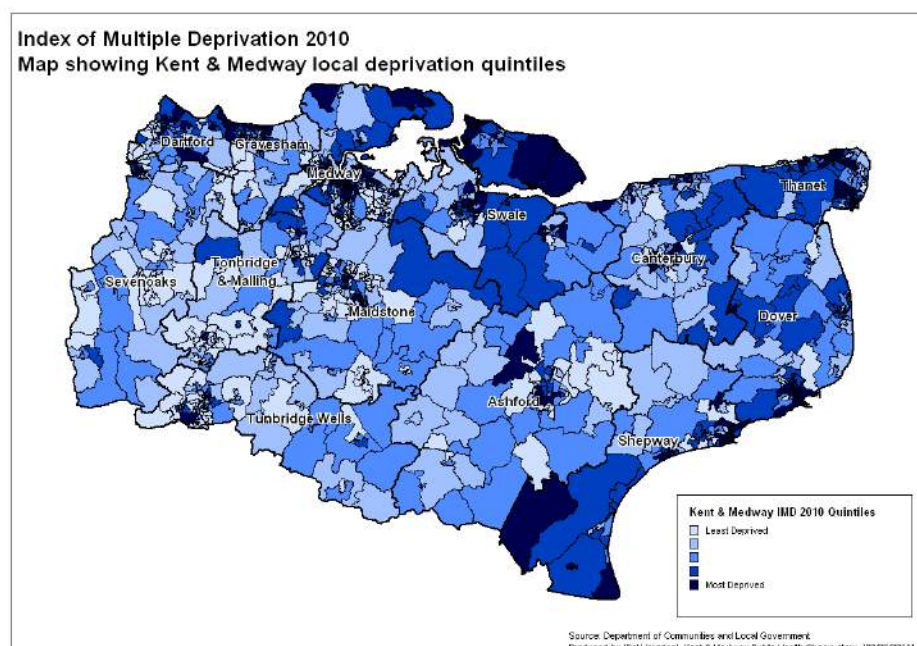 Index of Multiple Deprivation 2010
Map showing Kent & Medway local deprivation quintiles
Dartford
Gravesham
Medway
Thanet
Swale
Canterbury
Sevenoaks
Tonbridge
& Malling
Maidstone
Dover
Ashford
Tunbridge Wells
Shepway
Kent & Medway IMD 2010 Quintiles
Least Deprived
Most Deprived
Source: Department of Communities and Local Government